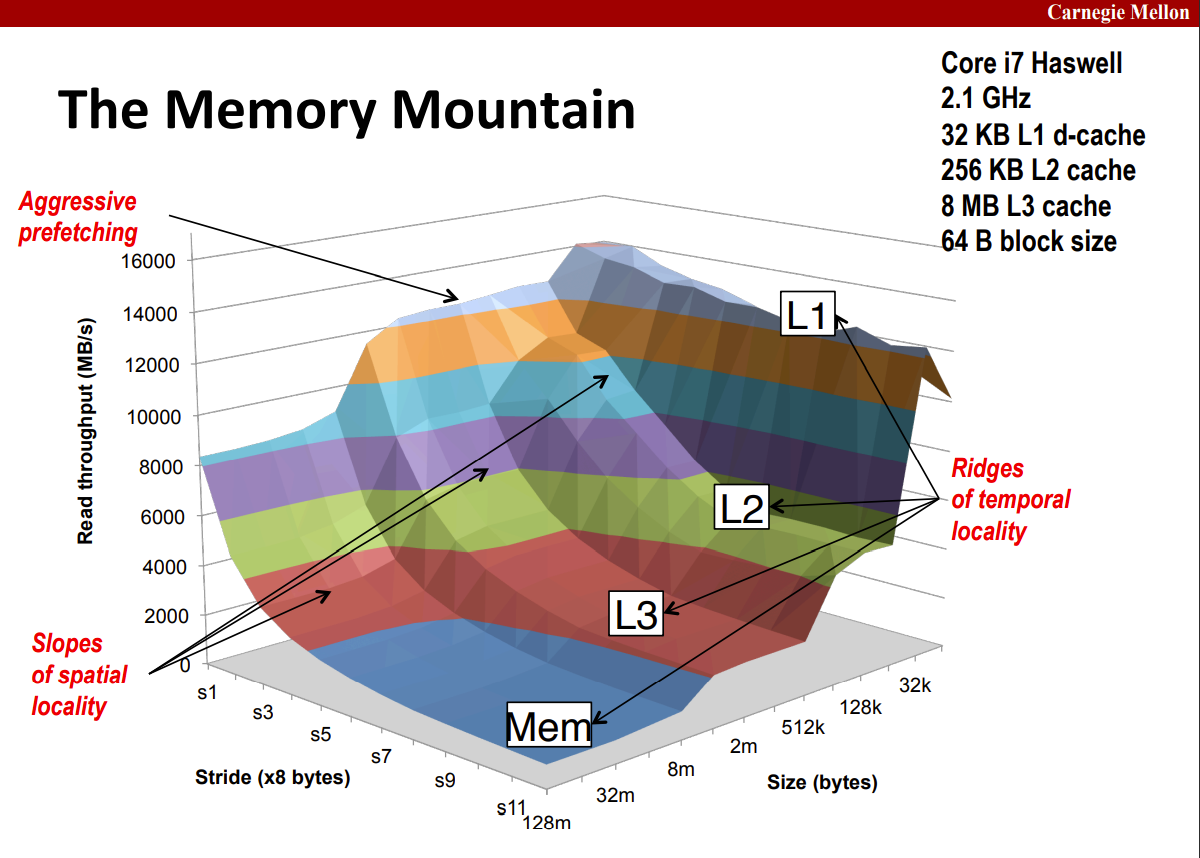 Carnegie Mellon
The Memory Mountain
Core i7 Haswell
2.1 GHz
32 KB L1 d-cache
256 KB L2 cache
8 MB L3 cache
64 B block size
Aggressive
prefetching
16000
14000
12000
10000
8000
6000
4000
2000
0
Read throughput (MB/s)
L1
L2
L3
Mem
Ridges
of temporal
locality
Slopes
of spatial
locality
s1
s3
s5
s7
s9
s11
Stride (x8 bytes)
128m
32m
8m
2m
512k
128k
32k
Size (bytes)